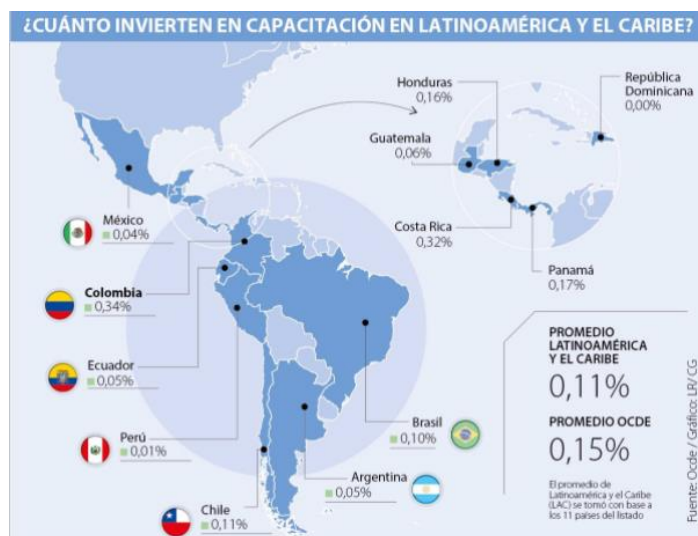 ¿CUÁNTO INVIERTEN EN CAPACITACIÓN EN LATINOAMÉRICA Y EL CARIBE?
Honduras
0,16%
República
Dominicana
0,00%
Guatemala
0,06%
Costa Rica
0,32%
Panamá
0,17%
México
0,04%
Colombia
0,34%
Ecuador
0,05%
Perú
0,01%
Chile
0,11%
Argentina
0,05%
Brasil
0,10%
PROMEDIO
LATINOAMÉRICA
Y EL CARIBE
0,11%
PROMEDIO OCDE
0,15%
El promedio de
Latinoamérica y el Caribe
(LAC) se tomó con base a
los 11 países del listado
Fuente: Ocde / Gráfico: LR/ CG